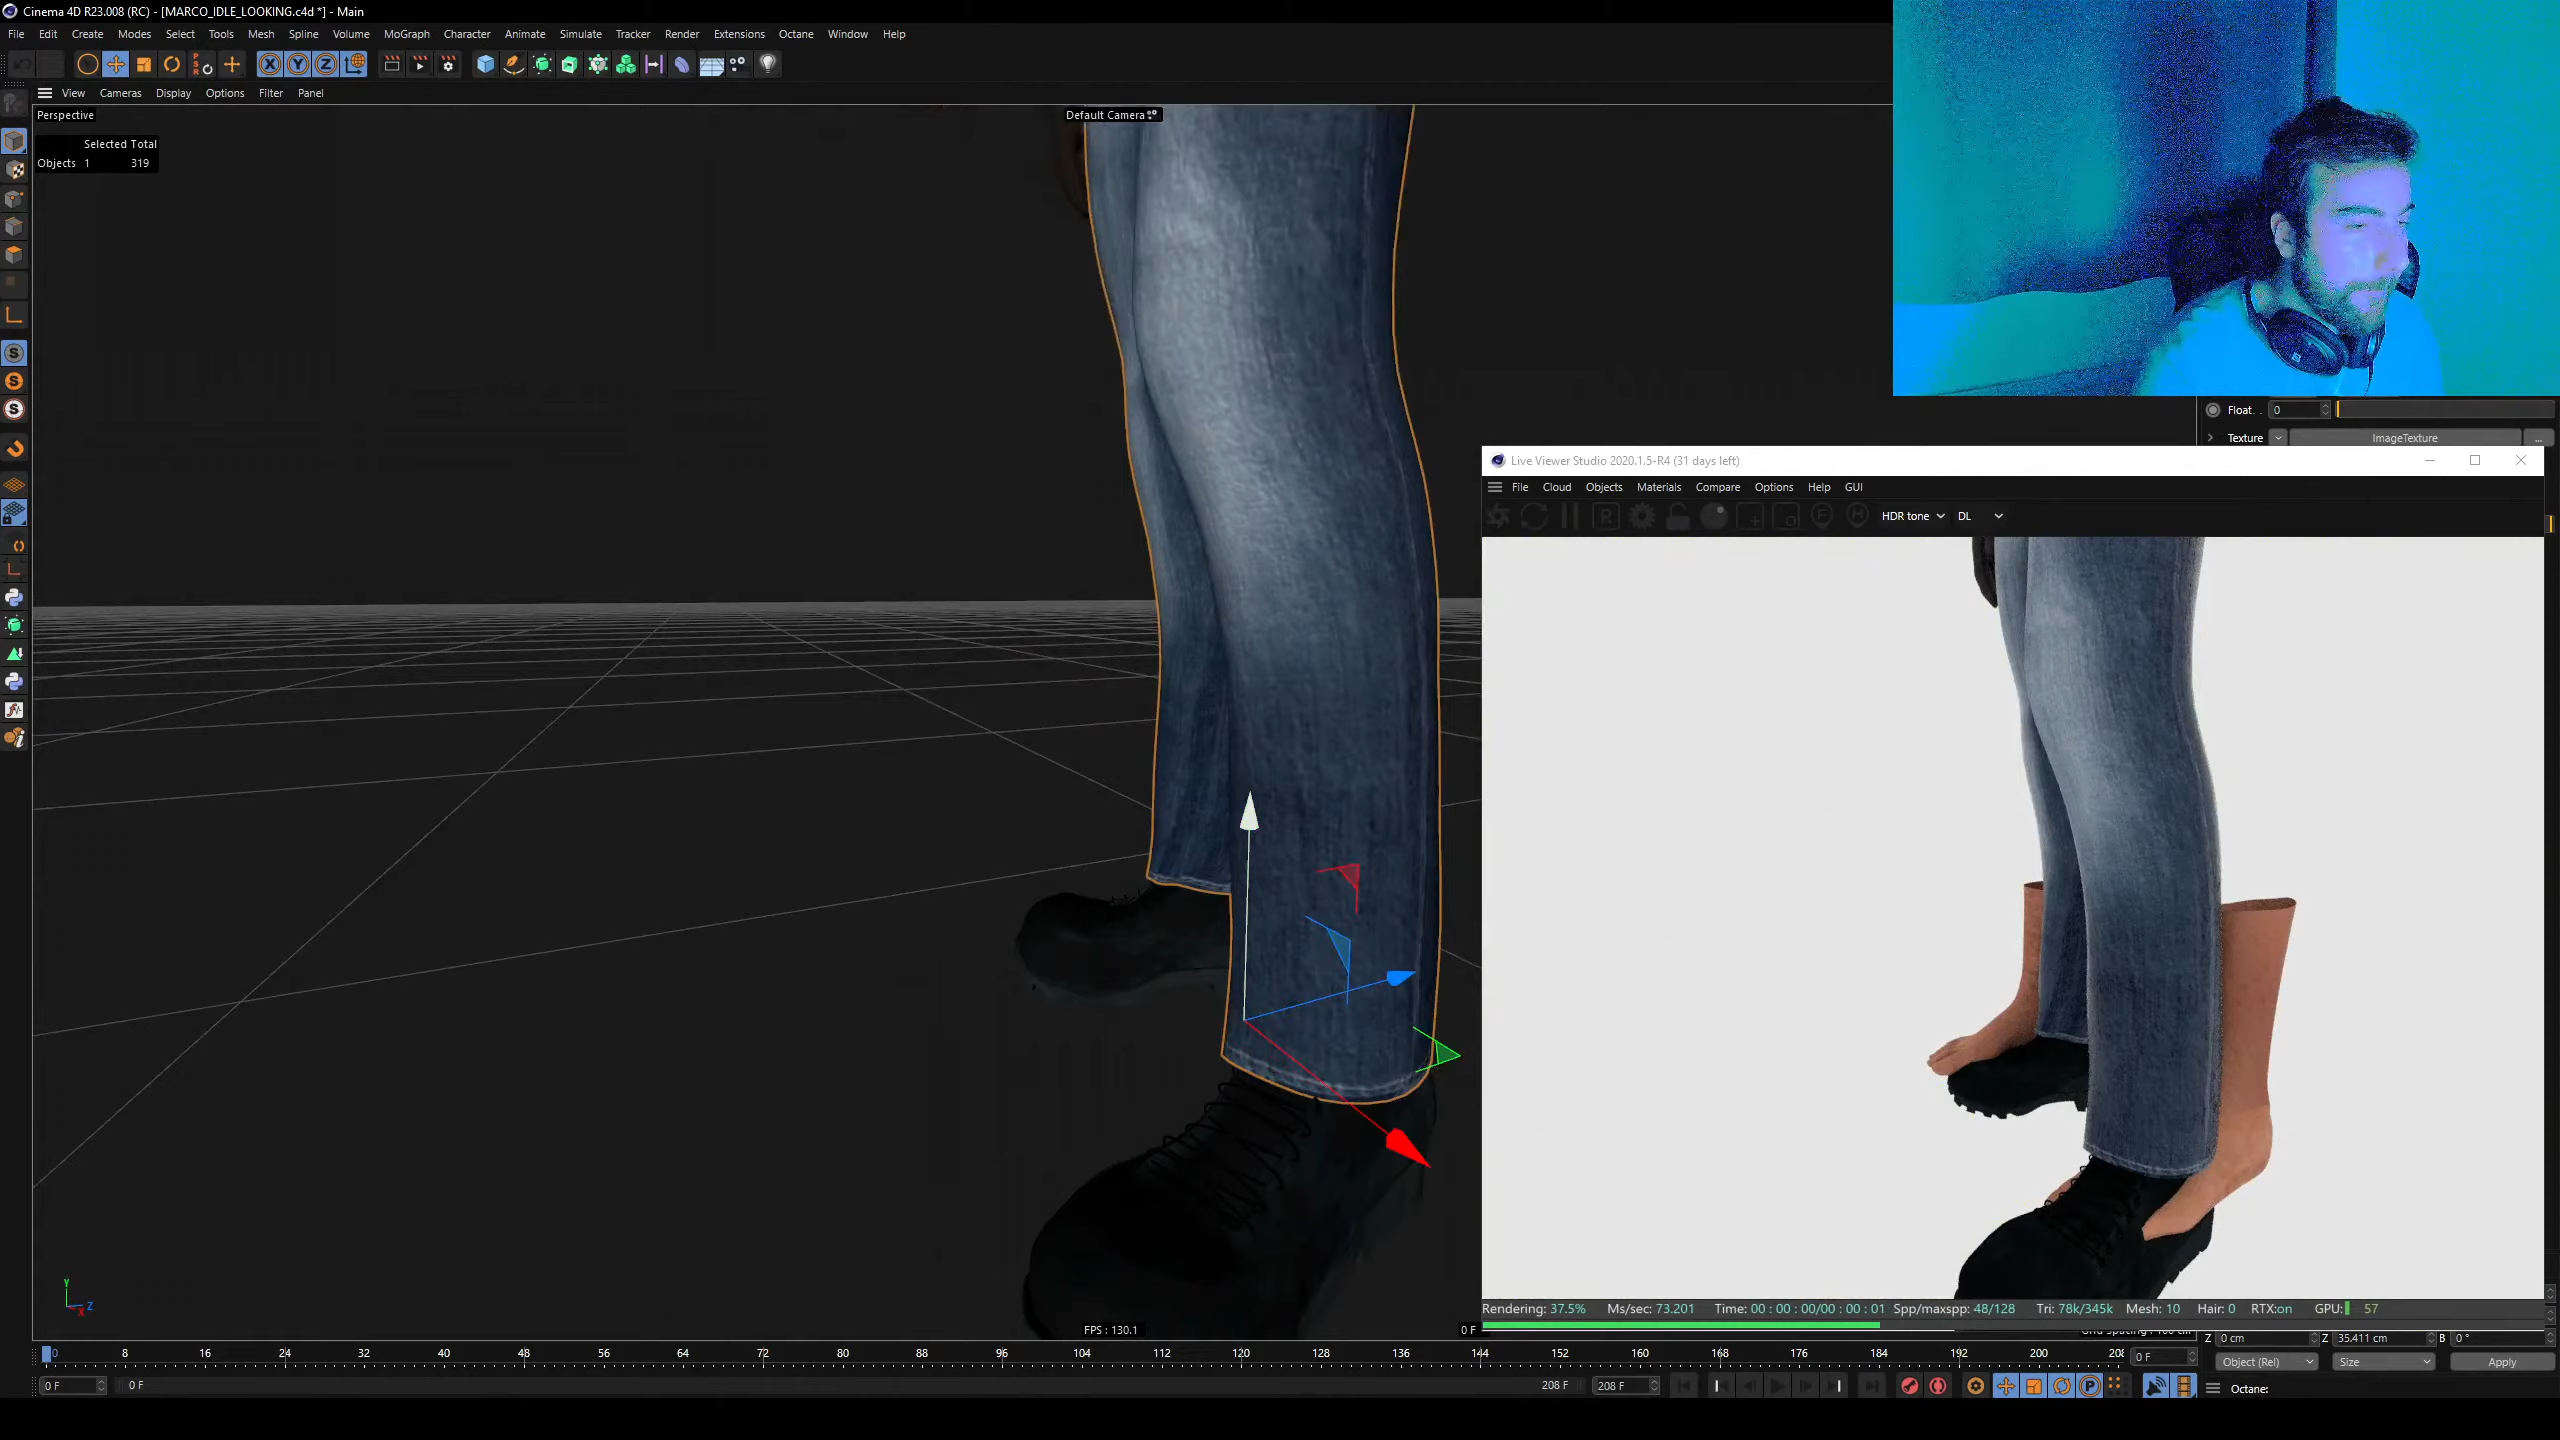 Cinema 4D R23.008 (RC) - [MARCO_IDLE_LOOKING.c4d *] - Main
File Edit Create Modes Select Tools Mesh Spline Volume MoGraph Character Animate Simulate Tracker Render Extensions Octane Window Help
View Cameras Display Options Filter Panel
Perspective
Default Camera
Selected Total
Objects 1 319
Float. . 0
Texture ImageTexture ...
Live Viewer Studio 2020.1.5-R4 (31 days left)
File Cloud Objects Materials Compare Options Help GUI
HDR tone DL
Rendering: 37.5% Ms/sec: 73.201 Time: 00 : 00 : 00/00 : 00 : 01 Spp/maxspp: 48/128 Tri: 78k/345k Mesh: 10 Hair: 0 RTX:on GPU: 57
Y
X Z
FPS : 130.1
0 F
Z 0 cm Z 35.411 cm B 0 °
0 8 16 24 32 40 48 56 64 72 80 88 96 104 112 120 128 136 144 152 160 168 176 184 192 200 0 F
Object (Rel) Size Apply
0 F 0 F 208 F 208 F
Octane: